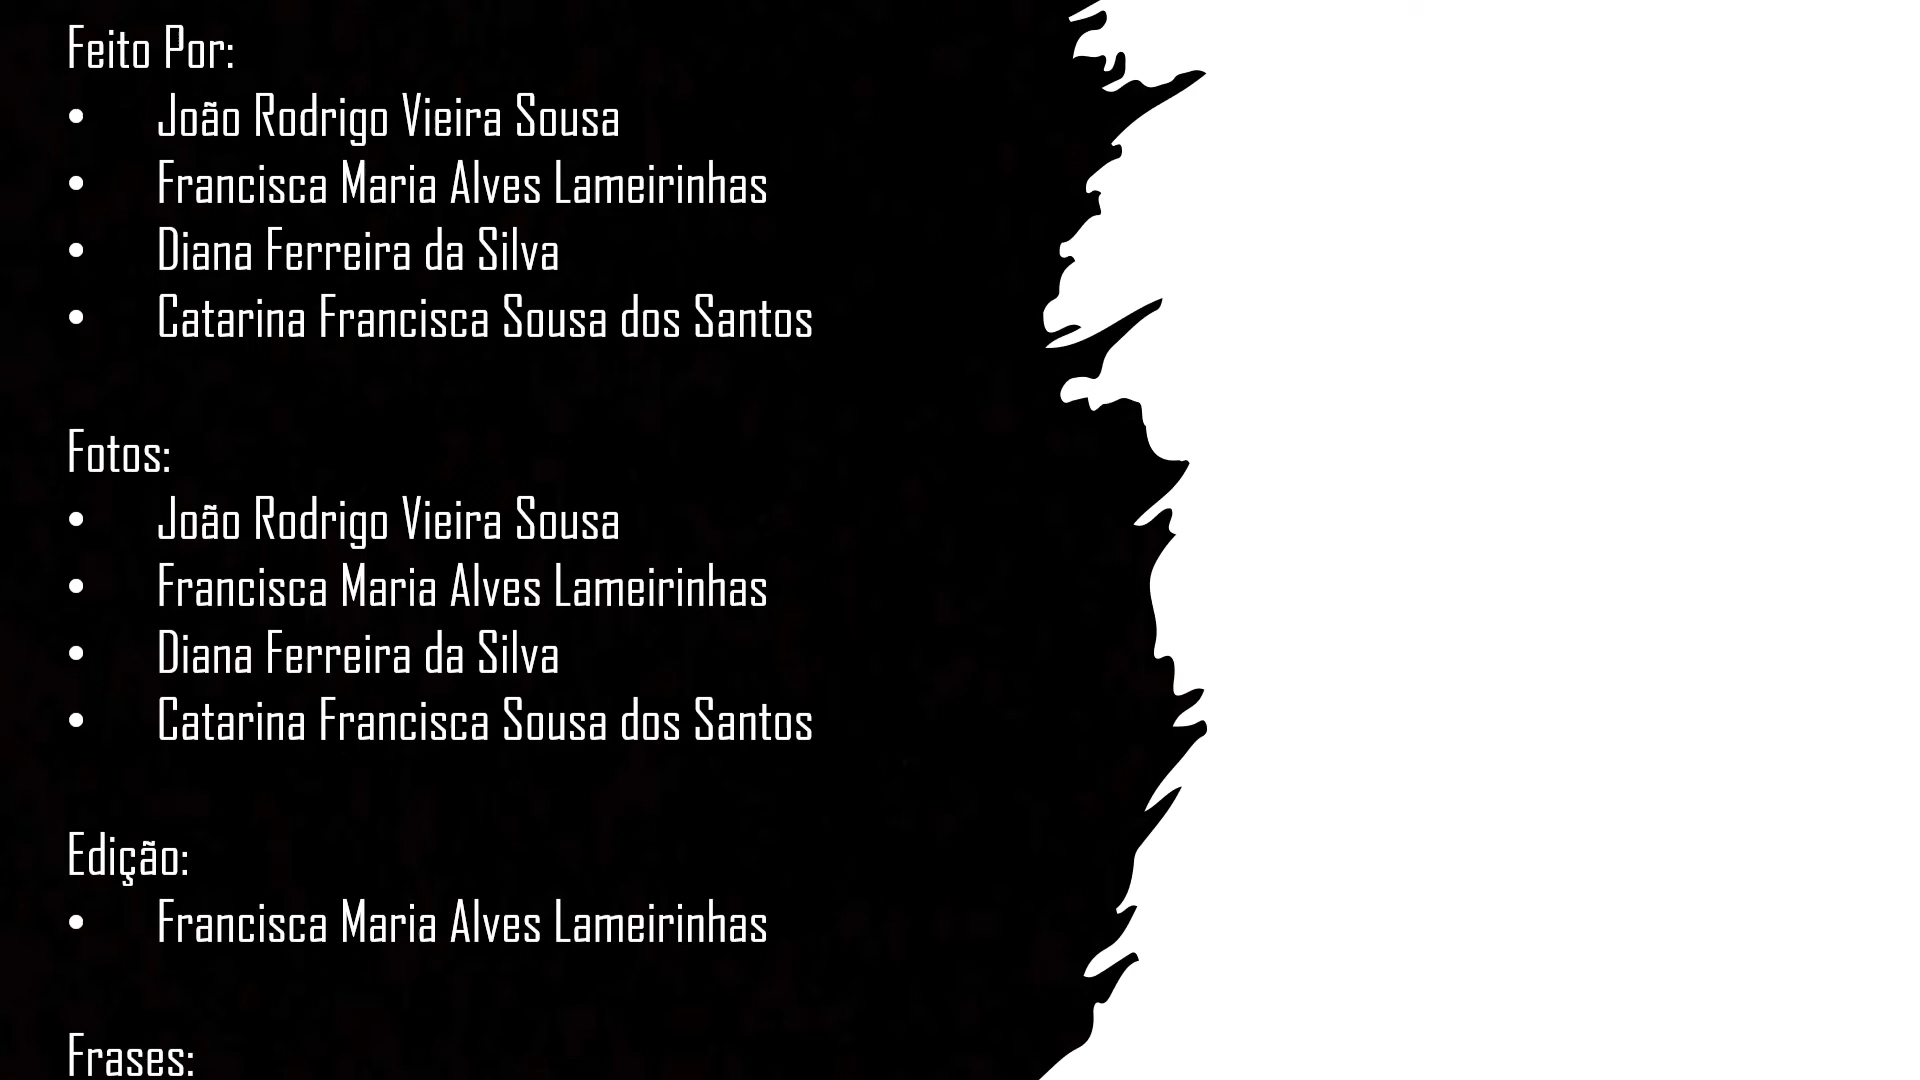 Feito Por:
• João Rodrigo Vieira Sousa
• Francisca Maria Alves Lameirinhas
• Diana Ferreira da Silva
• Catarina Francisca Sousa dos Santos
Fotos:
• João Rodrigo Vieira Sousa
• Francisca Maria Alves Lameirinhas
• Diana Ferreira da Silva
• Catarina Francisca Sousa dos Santos
Edição:
• Francisca Maria Alves Lameirinhas
Frases: